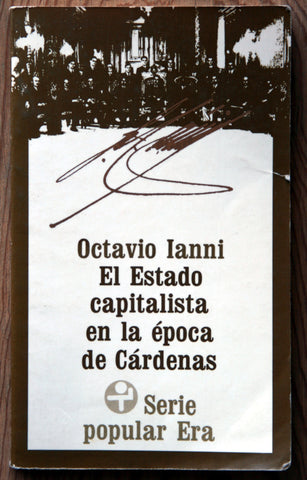 Octavio Ianni
El Estado
capitalista
en la época
de Cárdenas
Serie
popular Era